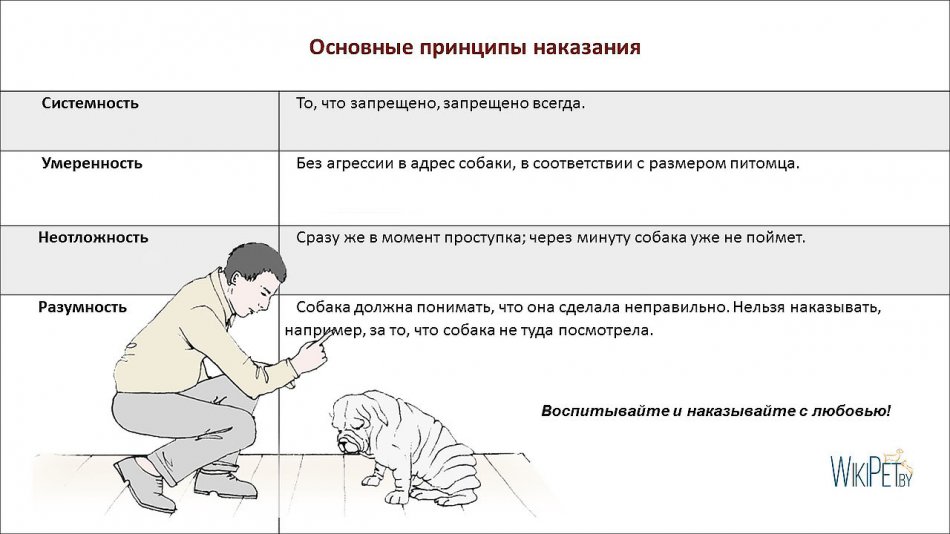 Основные принципы наказания
Системность
То, что запрещено, запрещено всегда.
Умеренность
Без агрессии в адрес собаки, в соответствии с размером питомца.
Неотложность
Сразу же в момент проступка; через минуту собака уже не поймет.
Разумность
Собака должна понимать, что она сделала неправильно. Нельзя наказывать,
например, за то, что собака не туда посмотрела.
Воспитывайте и наказывайте с любовью!
WIKIPET.BY